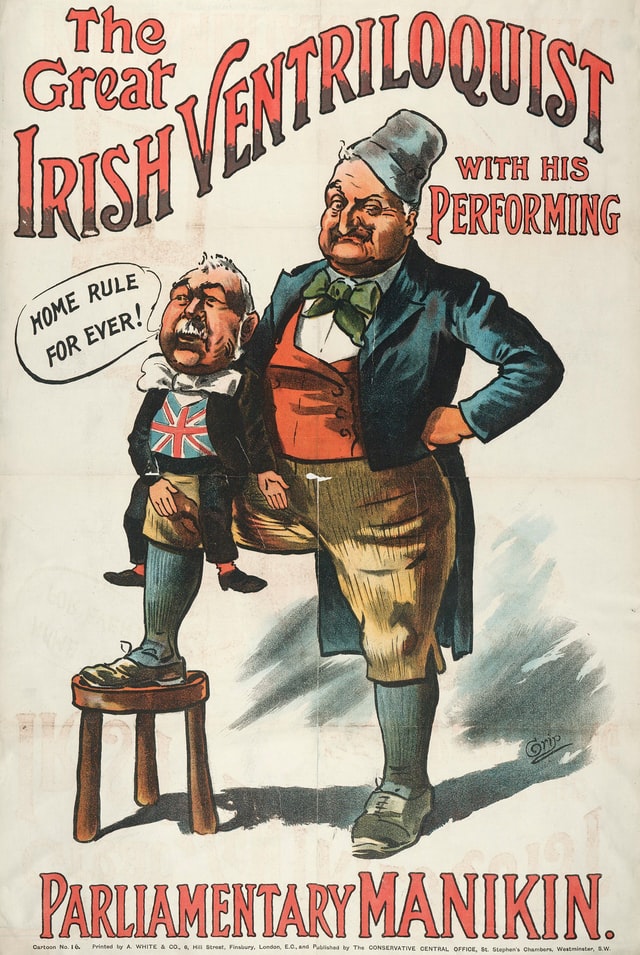 The
Great
IRISH VENTRILOQUIST
WITH HIS
PERFORMING
HOME RULE
FOR EVER!
Grip
PARLIAMENTARY MANIKIN.
Cartoon No. 16. Printed by A. WHITE & CO., 6, Hill Street, Finsbury, London, E.C., and Published by The CONSERVATIVE CENTRAL OFFICE, St. Stephen's Chambers, Westminster, S.W.